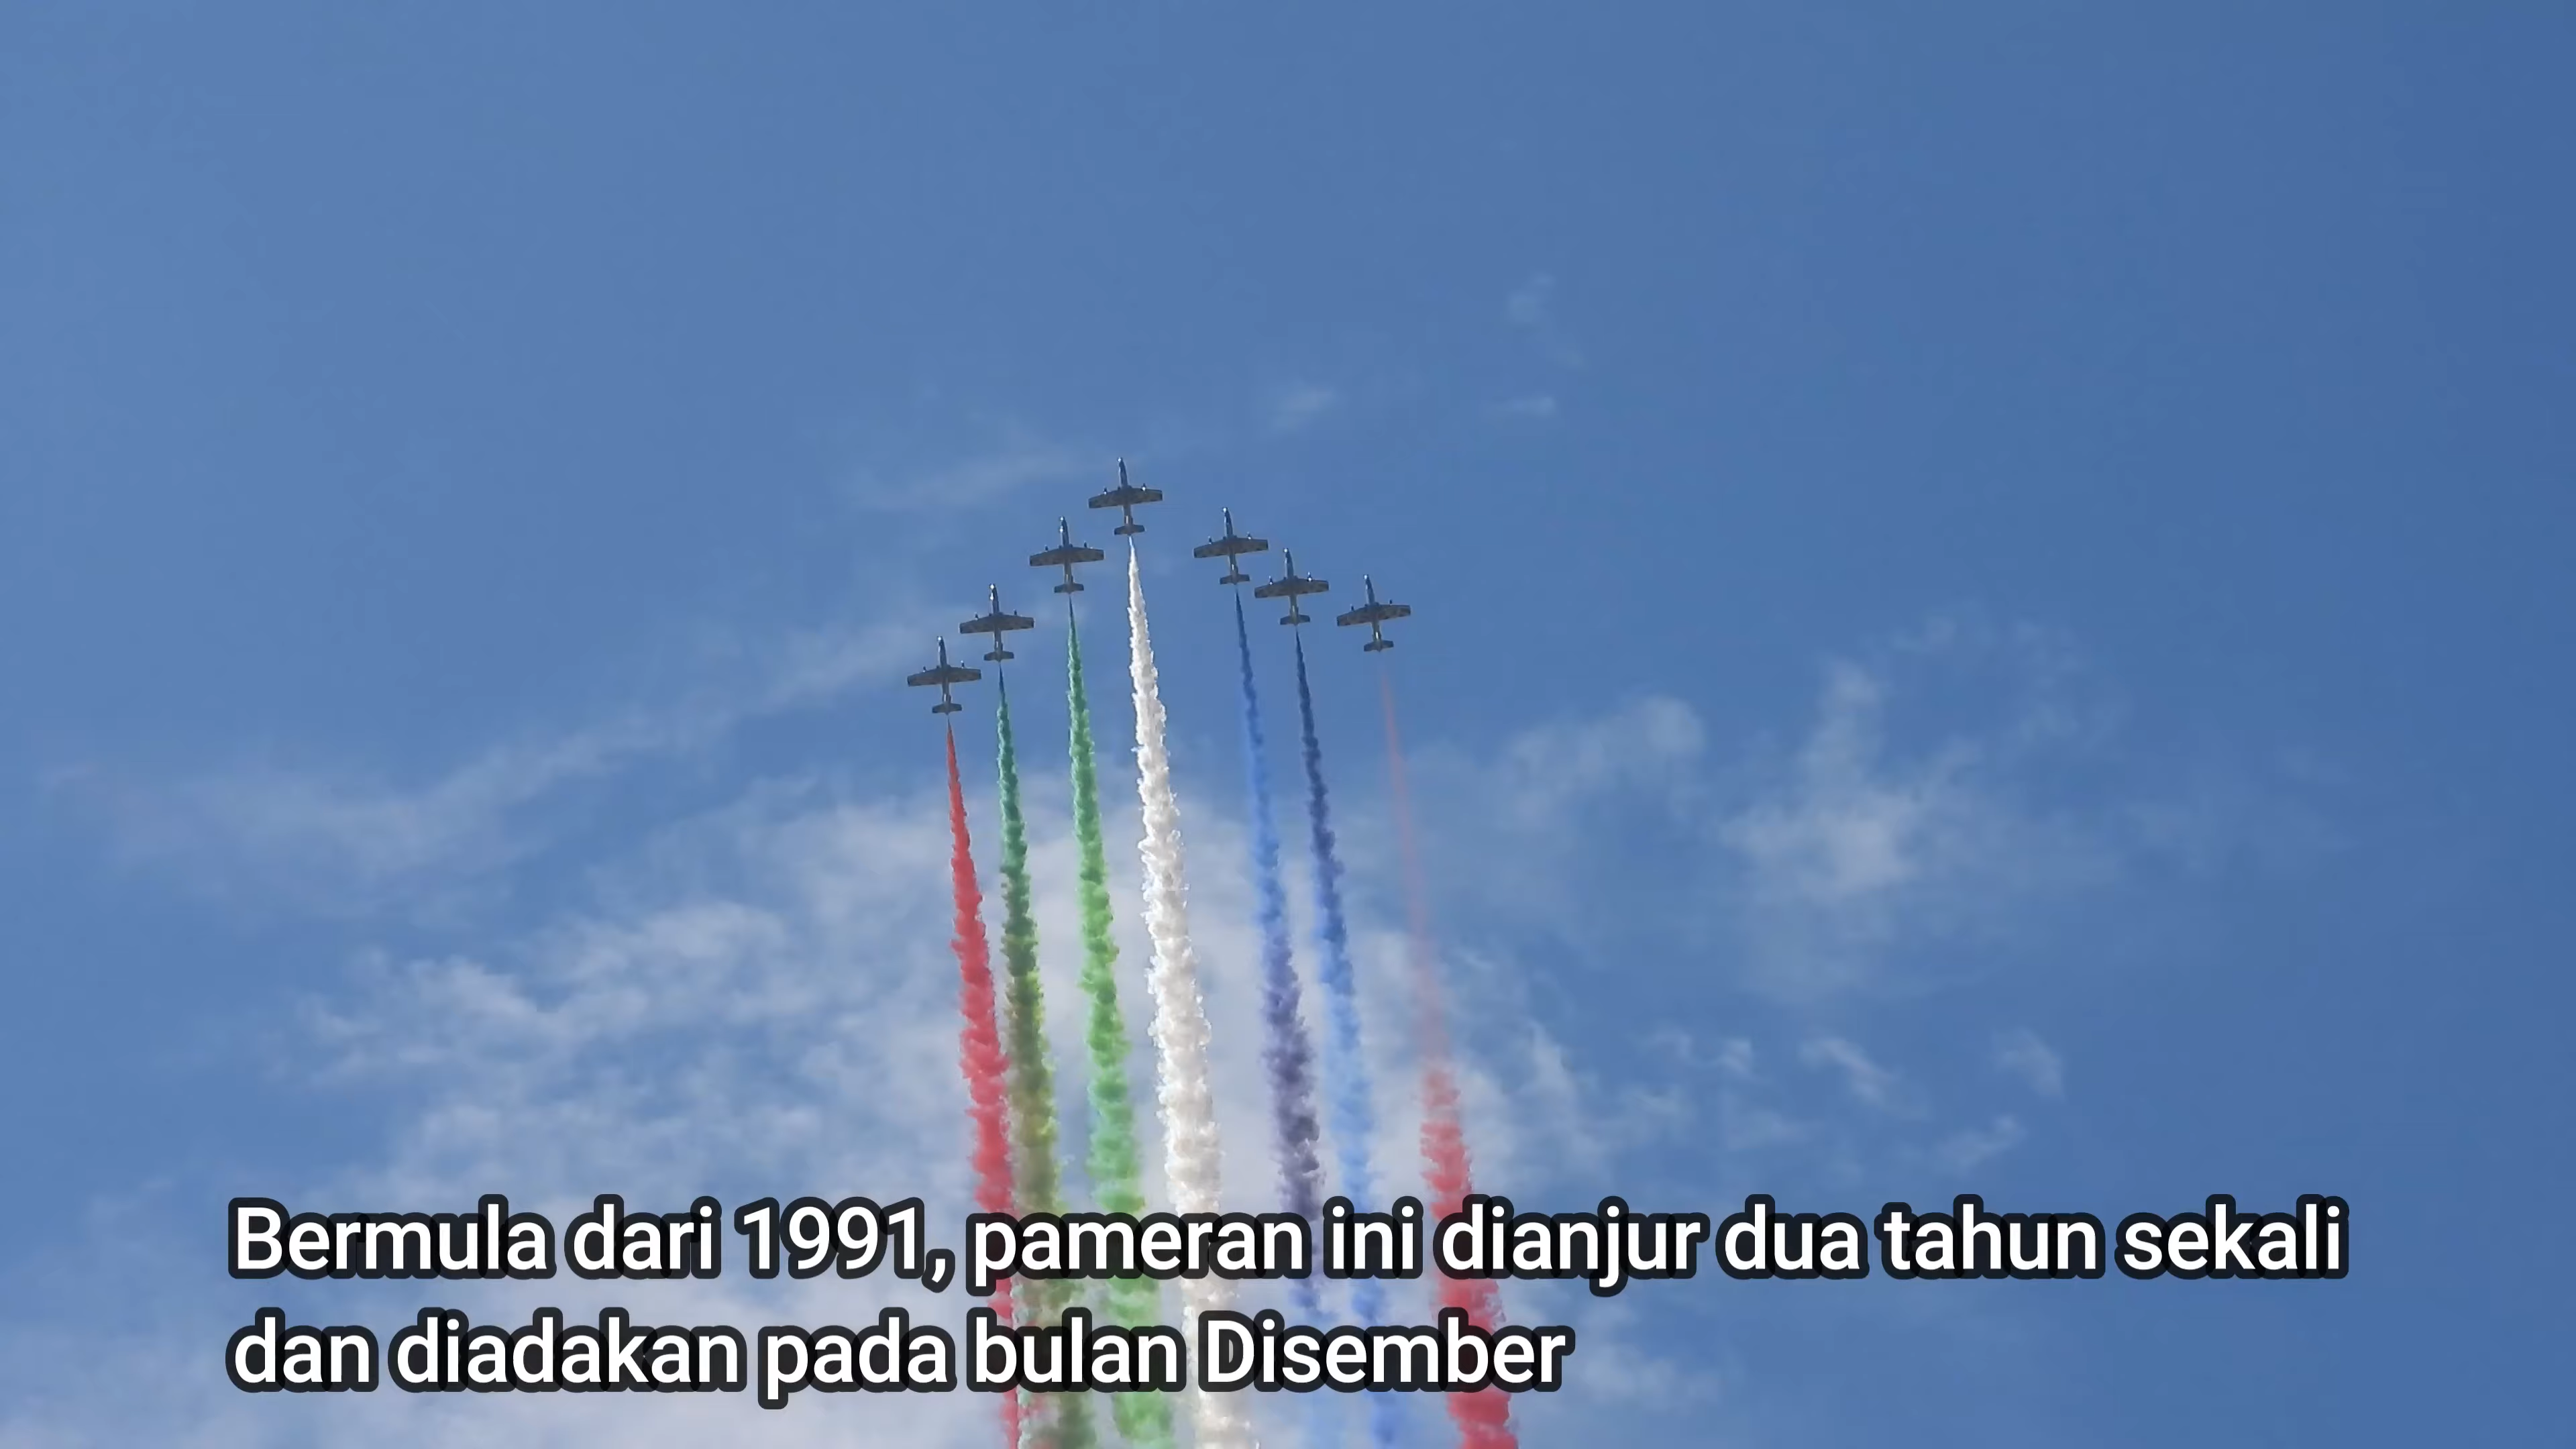 Bermula dari 1991, pameran ini dianjur dua tahun sekali
dan diadakan pada bulan Disember